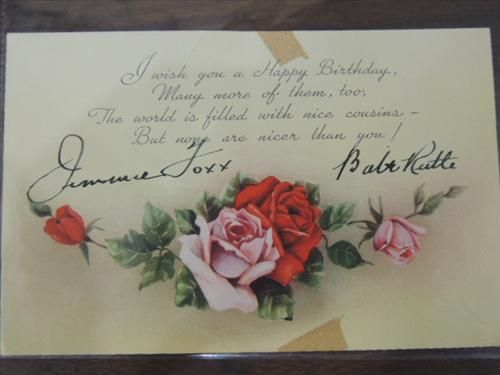 I wish you a Happy Birthday,
Many more of them, too;
The world is filled with nice cousins -
But none are nicer than you!
Jimmie Foxx
Babe Ruth